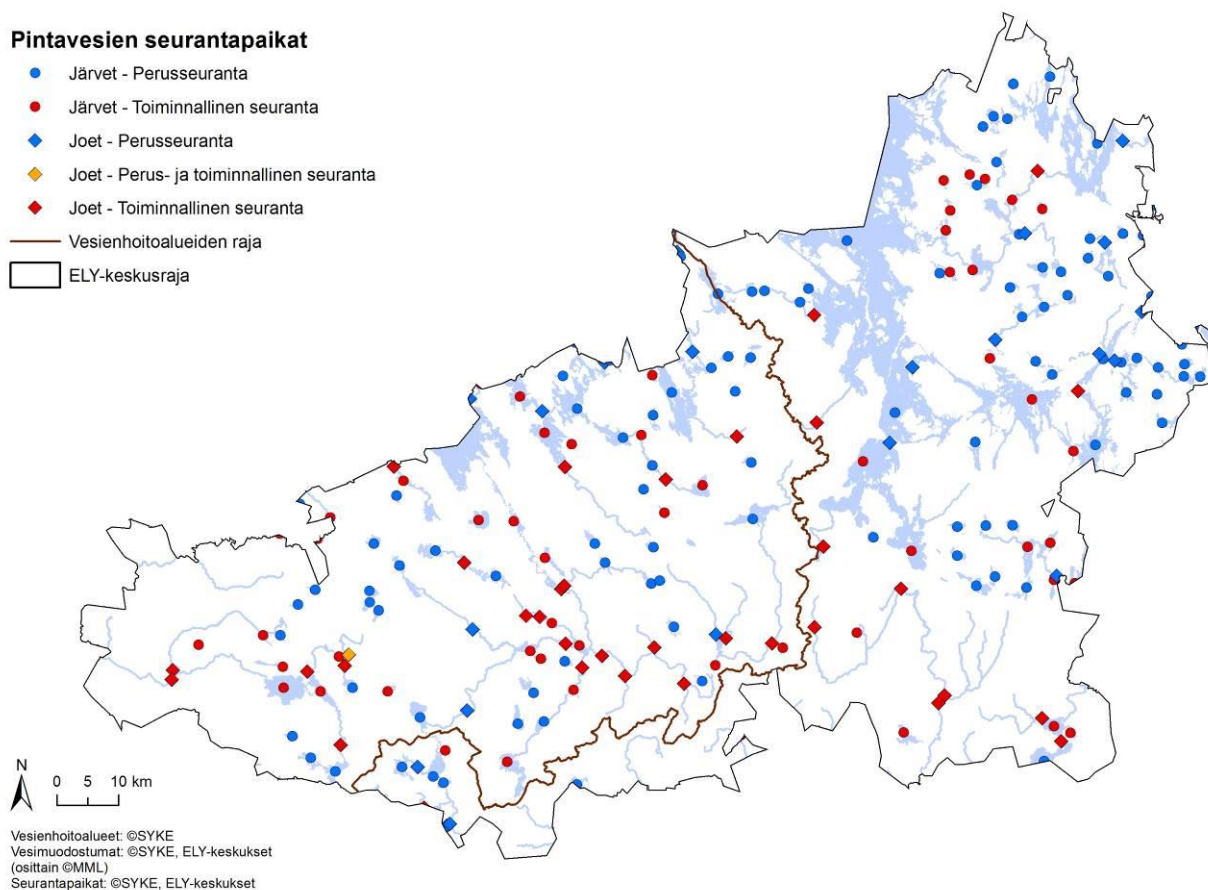 Pintavesien seurantapaikat
Järvet - Perusseuranta
Järvet - Toiminnallinen seuranta
Joet - Perusseuranta
Joet - Perus- ja toiminnallinen seuranta
Joet - Toiminnallinen seuranta
Vesienhoitoalueiden raja
ELY-keskusraja
N
0 5 10 km
Vesienhoitoalueet: ©SYKE
Vesimuodostumat: ©SYKE, ELY-keskukset
(osittain ©MML)
Seurantapaikat: ©SYKE, ELY-keskukset